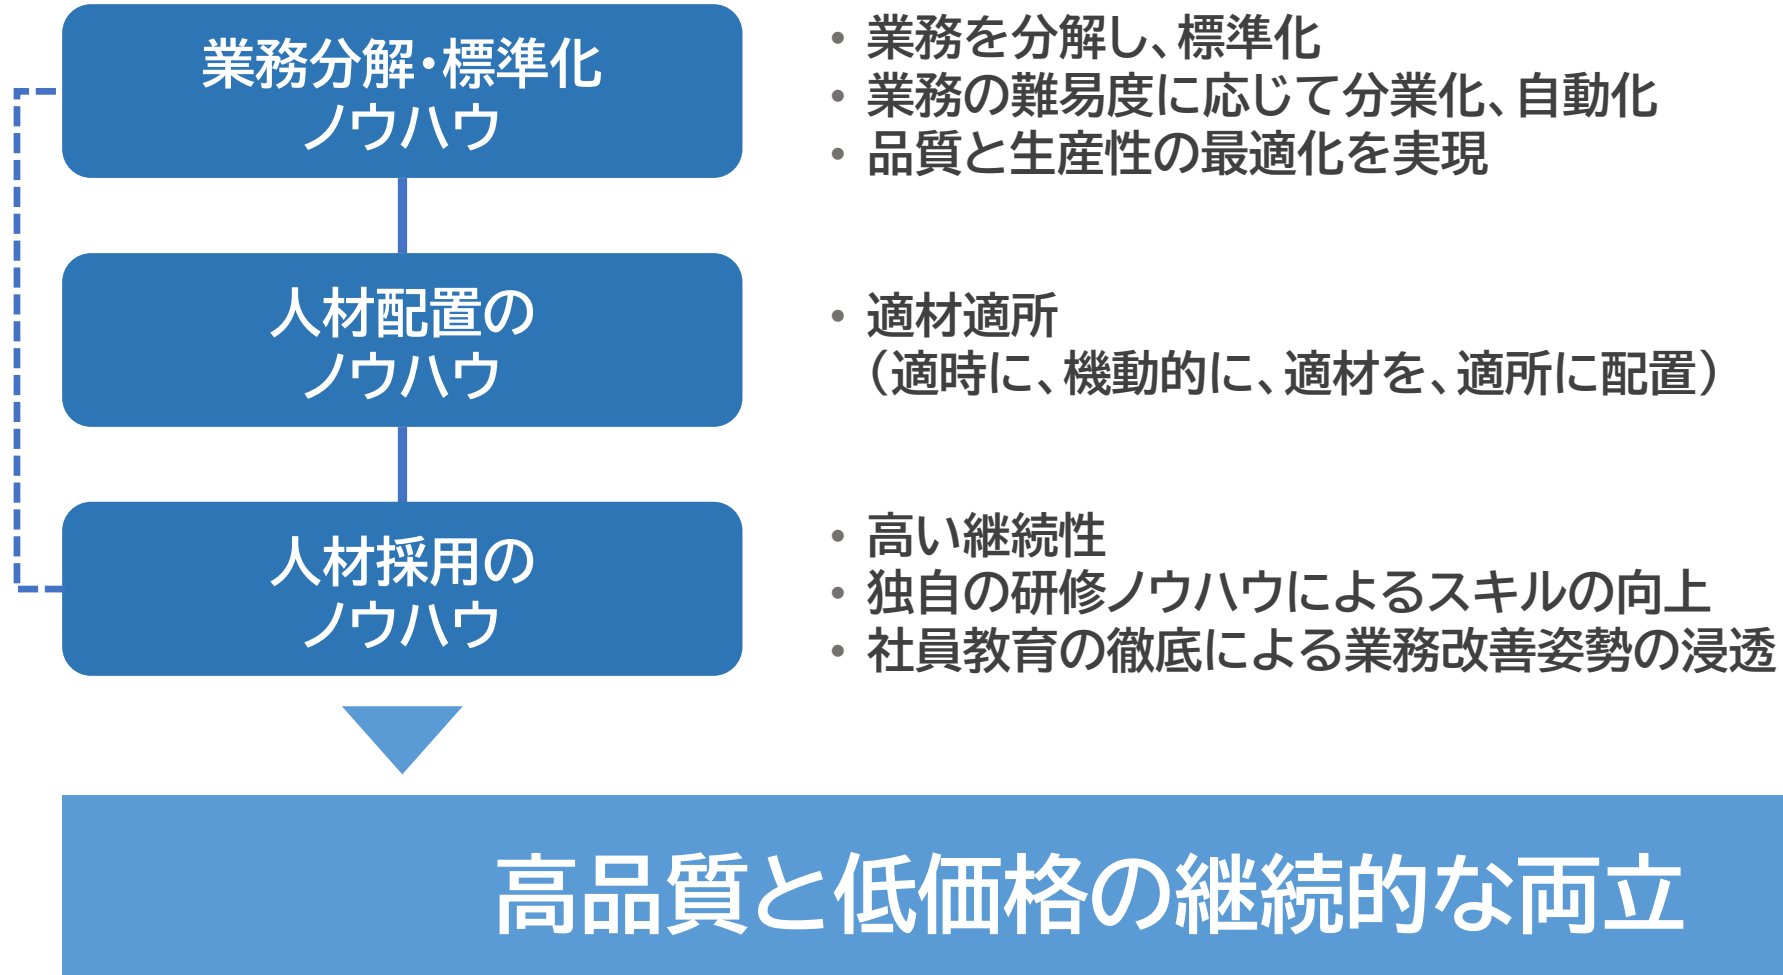 業務分解・標準化
ノウハウ
• 業務を分解し、標準化
• 業務の難易度に応じて分業化、自動化
• 品質と生産性の最適化を実現
人材配置の
ノウハウ
• 適材適所
（適時に、機動的に、適材を、適所に配置）
人材採用の
ノウハウ
• 高い継続性
• 独自の研修ノウハウによるスキルの向上
• 社員教育の徹底による業務改善姿勢の浸透
高品質と低価格の継続的な両立